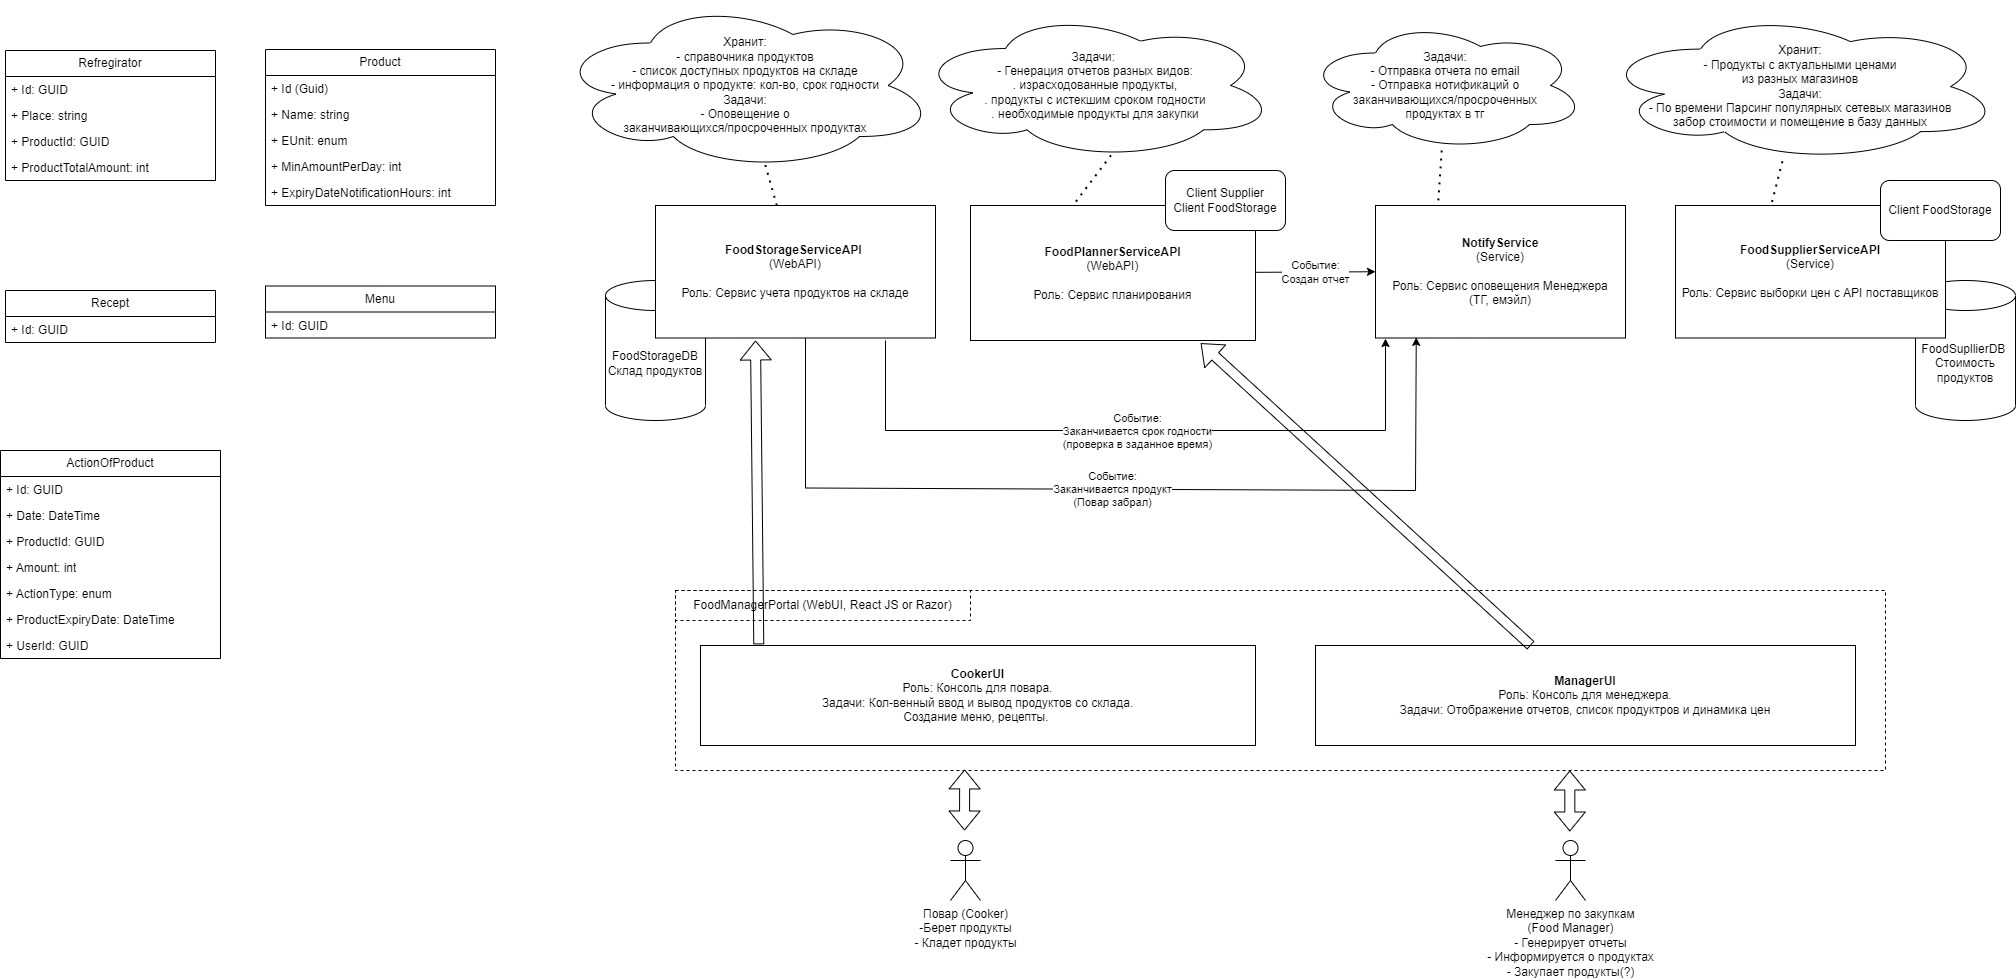 Refregirator
+ Id: GUID
+ Place: string
+ ProductId: GUID
+ ProductTotalAmount: int
Product
+ Id (Guid)
+ Name: string
+ EUnit: enum
+ MinAmountPerDay: int
+ ExpiryDateNotificationHours: int
Recept
+ Id: GUID
Menu
+ Id: GUID
ActionOfProduct
+ Id: GUID
+ Date: DateTime
+ ProductId: GUID
+ Amount: int
+ ActionType: enum
+ ProductExpiryDate: DateTime
+ UserId: GUID
Хранит:
- справочника продуктов
- список доступных продуктов на складе
- информация о продукте: кол-во, срок годности
Задачи:
- Оповещение о
заканчивающихся/просроченных продуктах
Задачи:
- Генерация отчетов разных видов:
. израсходованные продукты,
. продукты с истекшим сроком годности
. необходимые продукты для закупки
Задачи:
- Отправка отчета по email
- Отправка нотификаций о
заканчивающихся/просроченных
продуктах в тг
Хранит:
- Продукты с актуальными ценами
из разных магазинов
Задачи:
- По времени Парсинг популярных сетевых магазинов
забор стоимости и помещение в базу данных
FoodStorageServiceAPI
(WebAPI)
Роль: Сервис учета продуктов на складе
FoodStorageDB
Склад продуктов
Client Supplier
Client FoodStorage
FoodPlannerServiceAPI
(WebAPI)
Роль: Сервис планирования
Событие:
Создан отчет
NotifyService
(Service)
Роль: Сервис оповещения Менеджера
(ТГ, емэйл)
Client FoodStorage
FoodSupplierServiceAPI
(Service)
Роль: Сервис выборки цен с API поставщиков
FoodSupllierDB
Стоимость
продуктов
Событие:
Заканчивается срок годности
(проверка в заданное время)
Событие:
Заканчивается продукт
(Повар забрал)
FoodManagerPortal (WebUI, React JS or Razor)
CookerUI
Роль: Консоль для повара.
Задачи: Кол-венный ввод и вывод продуктов со склада.
Создание меню, рецепты.
ManagerUI
Роль: Консоль для менеджера.
Задачи: Отображение отчетов, список продуктров и динамика цен
Повар (Cooker)
-Берет продукты
- Кладет продукты
Менеджер по закупкам
(Food Manager)
- Генерирует отчеты
- Информируется о продуктах
- Закупает продукты(?)